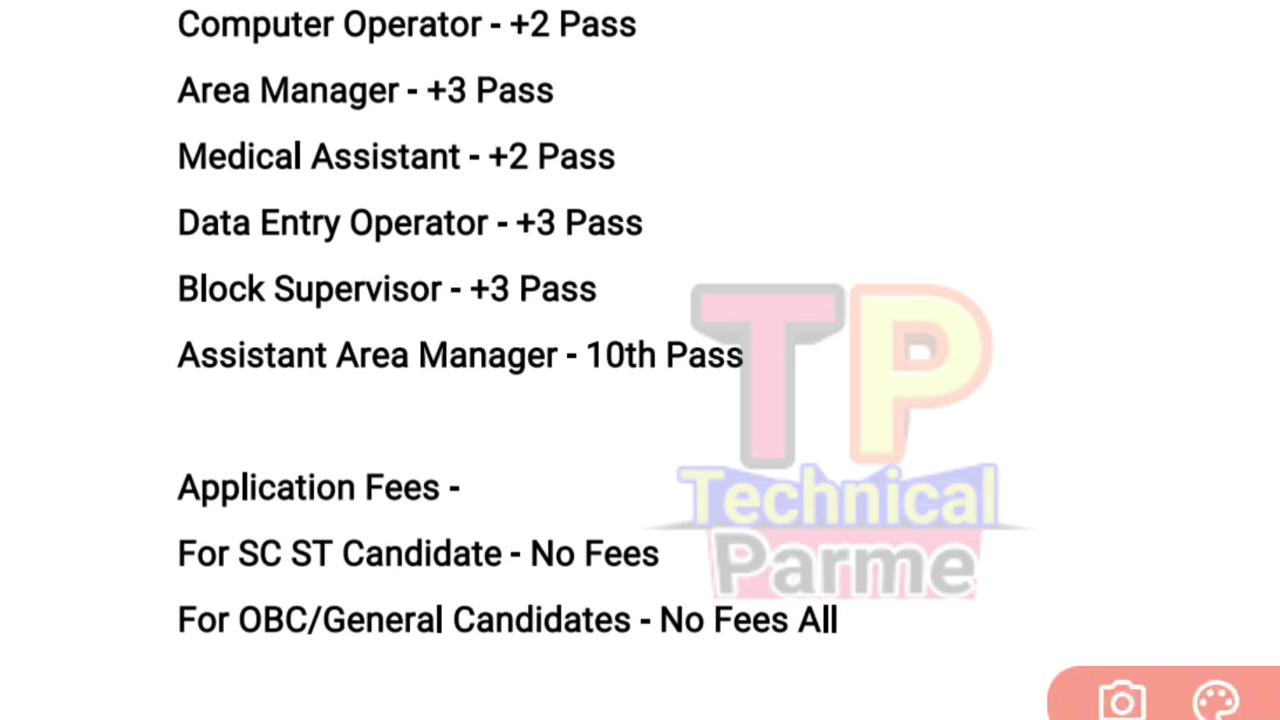 Computer Operator - +2 Pass
Area Manager - +3 Pass
Medical Assistant - +2 Pass
Data Entry Operator - +3 Pass
Block Supervisor - +3 Pass
Assistant Area Manager - 10th Pass
TP
Technical
Parme
Application Fees -
For SC ST Candidate - No Fees
For OBC/General Candidates - No Fees All